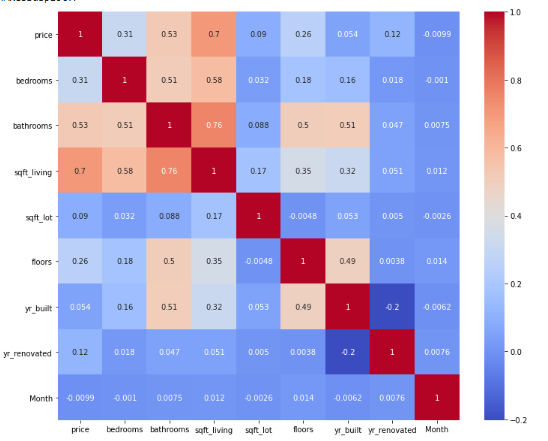 price 1 0.31 0.53 0.7 0.09 0.26 0.054 0.12 -0.0099
bedrooms 0.31 1 0.51 0.58 0.032 0.18 0.16 0.018 -0.001
bathrooms 0.53 0.51 1 0.76 0.088 0.5 0.51 0.047 0.0075
sqft_living 0.7 0.58 0.76 1 0.17 0.35 0.32 0.051 0.012
sqft_lot 0.09 0.032 0.088 0.17 1 -0.0048 0.053 0.005 -0.0026
floors 0.26 0.18 0.5 0.35 -0.0048 1 0.49 0.0038 0.014
yr_built 0.054 0.16 0.51 0.32 0.053 0.49 1 -0.2 -0.0062
yr_renovated 0.12 0.018 0.047 0.051 0.005 0.0038 -0.2 1 0.0076
Month -0.0099 -0.001 0.0075 0.012 -0.0026 0.014 -0.0062 0.0076 1
price bedrooms bathrooms sqft_living sqft_lot floors yr_built yr_renovated Month
1.0
0.8
0.6
0.4
0.2
0.0
−0.2